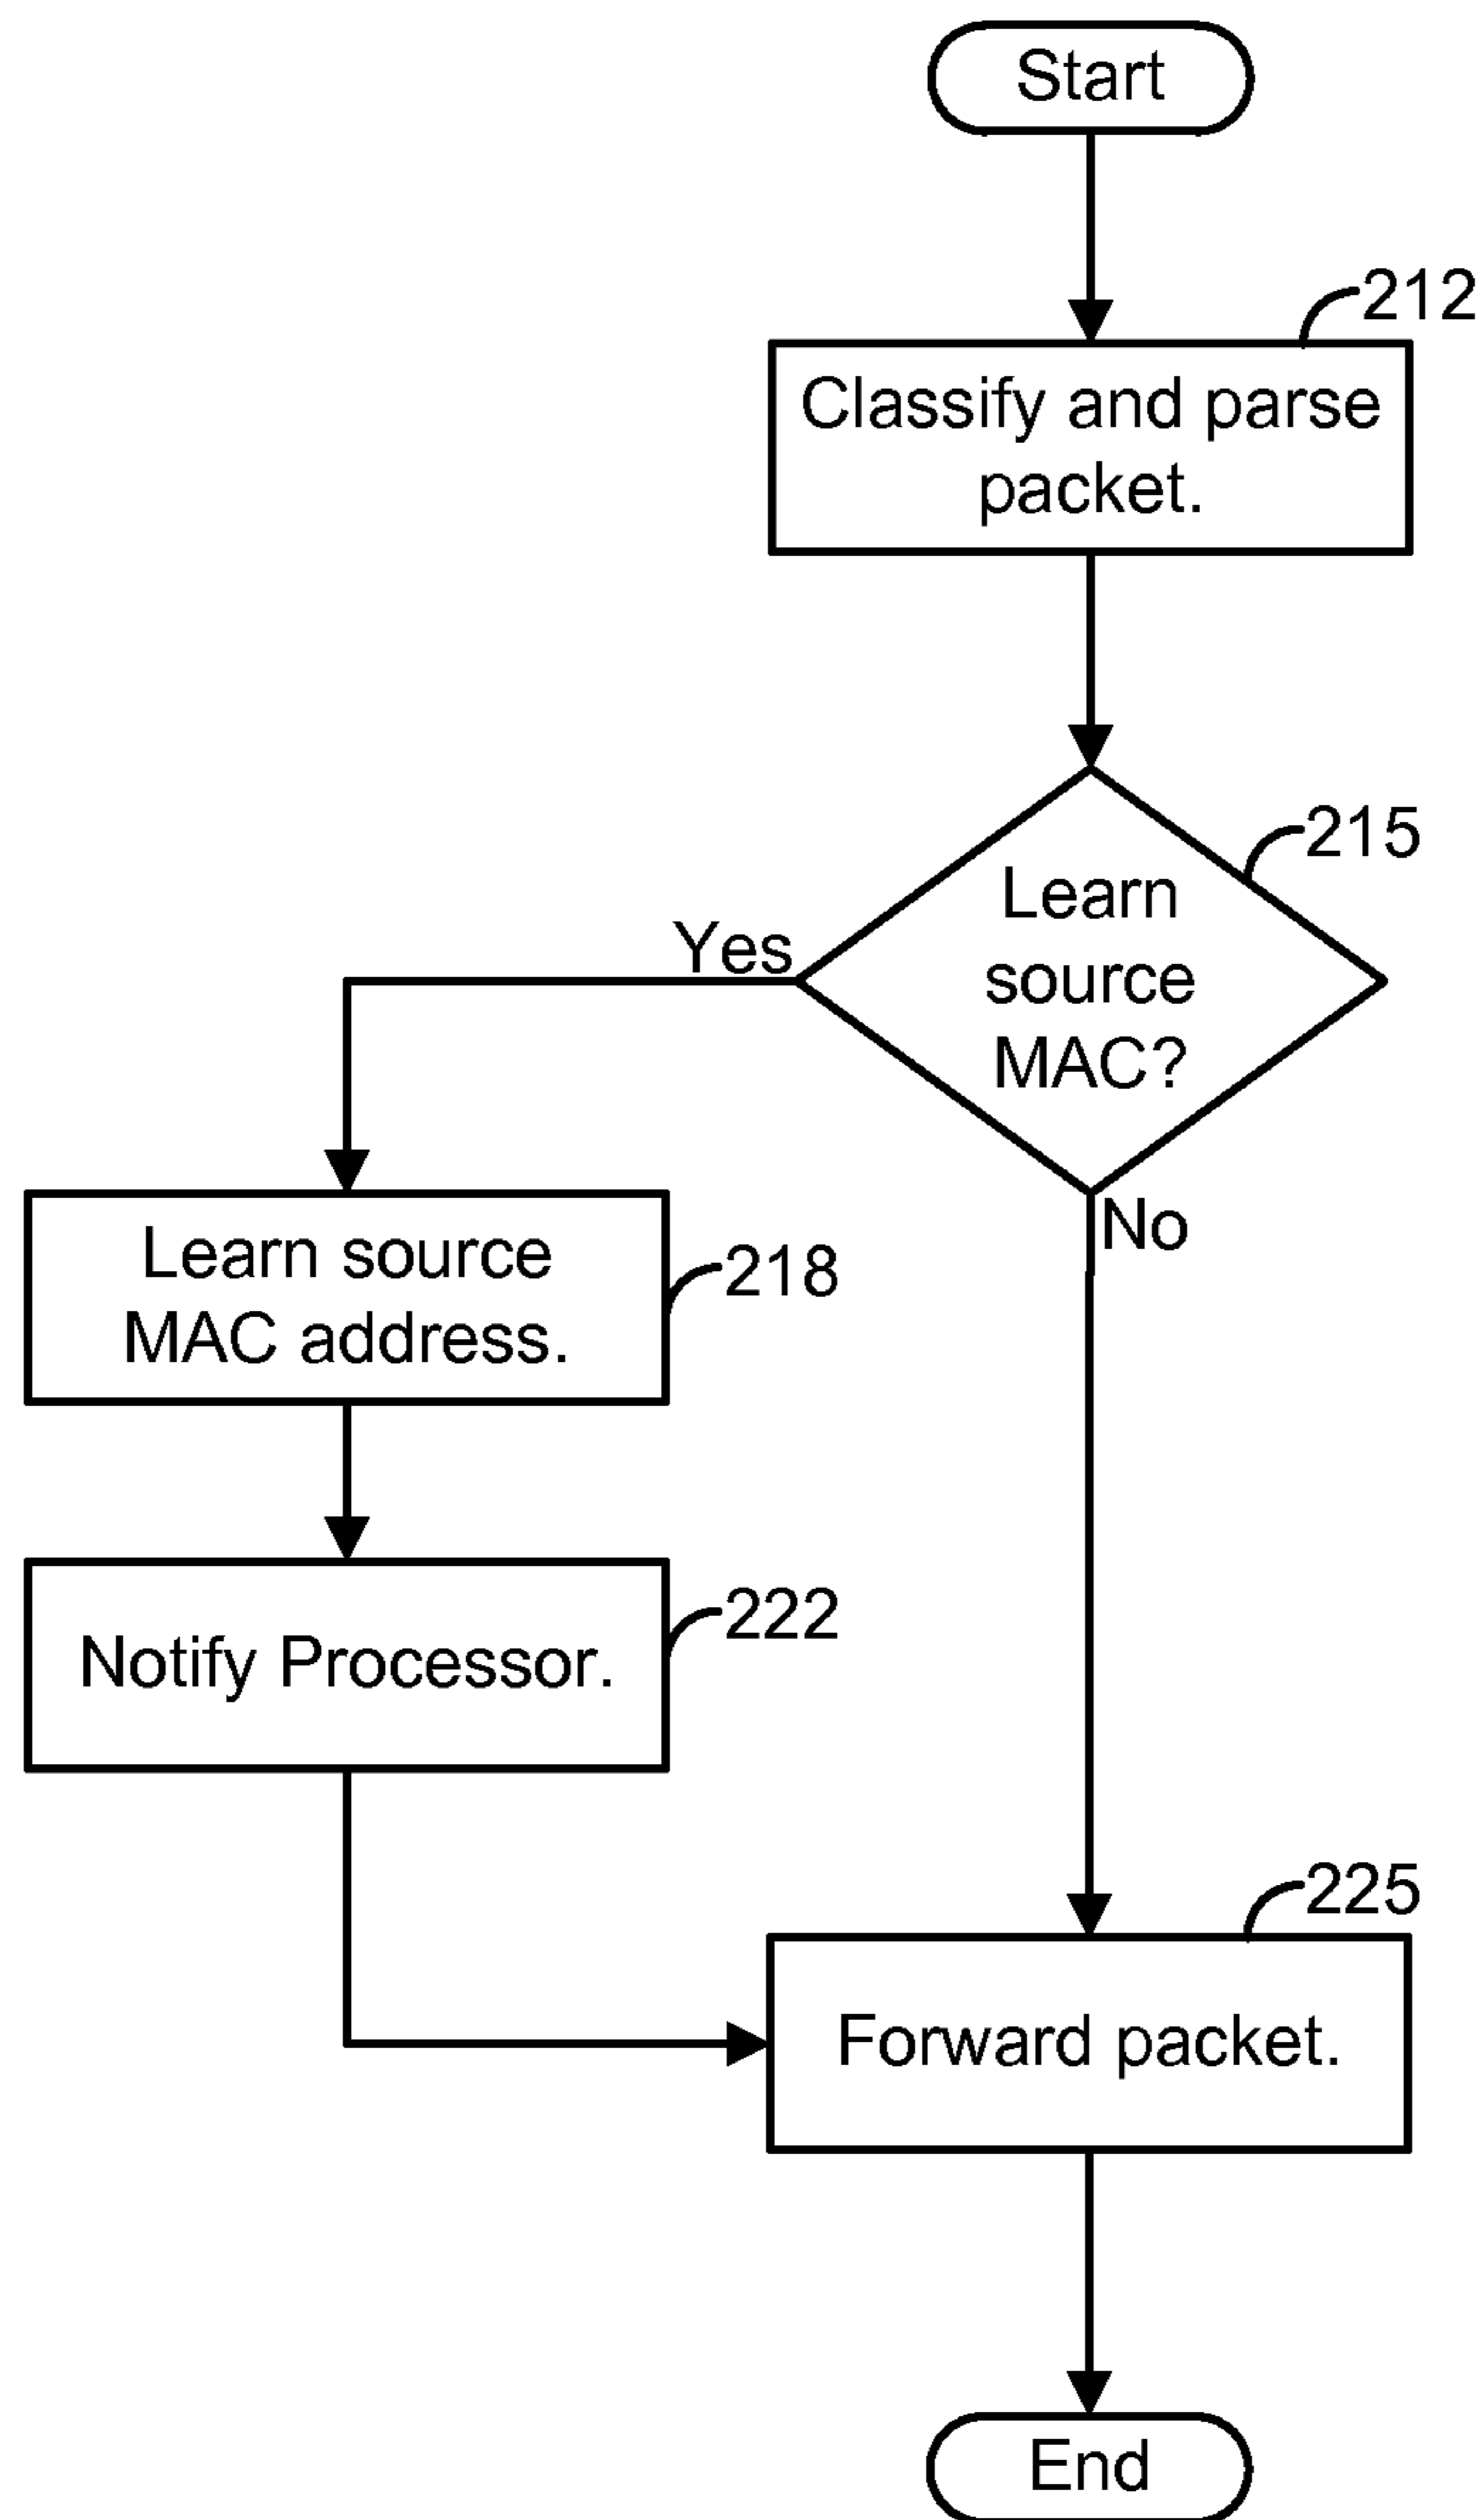 Start
212
Classify and parse
packet.
215
Learn
source
MAC?
Yes
No
Learn source
MAC address.
218
Notify Processor.
222
225
Forward packet.
End